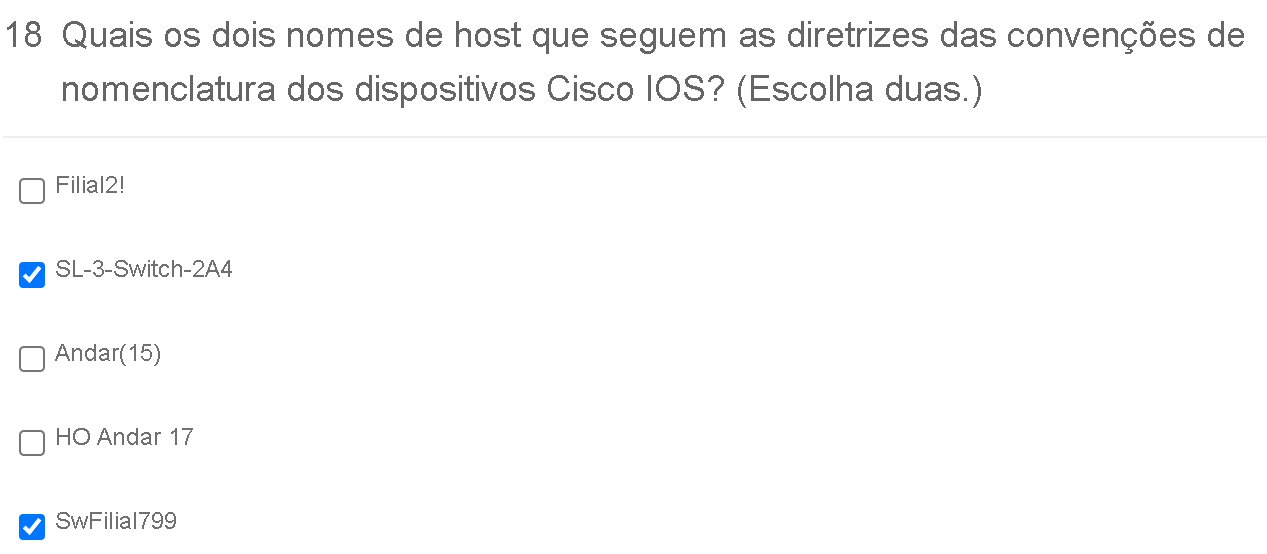 18 Quais os dois nomes de host que seguem as diretrizes das convenções de
nomenclatura dos dispositivos Cisco IOS? (Escolha duas.)
Filial2!
SL-3-Switch-2A4
Andar(15)
HO Andar 17
SwFilial799